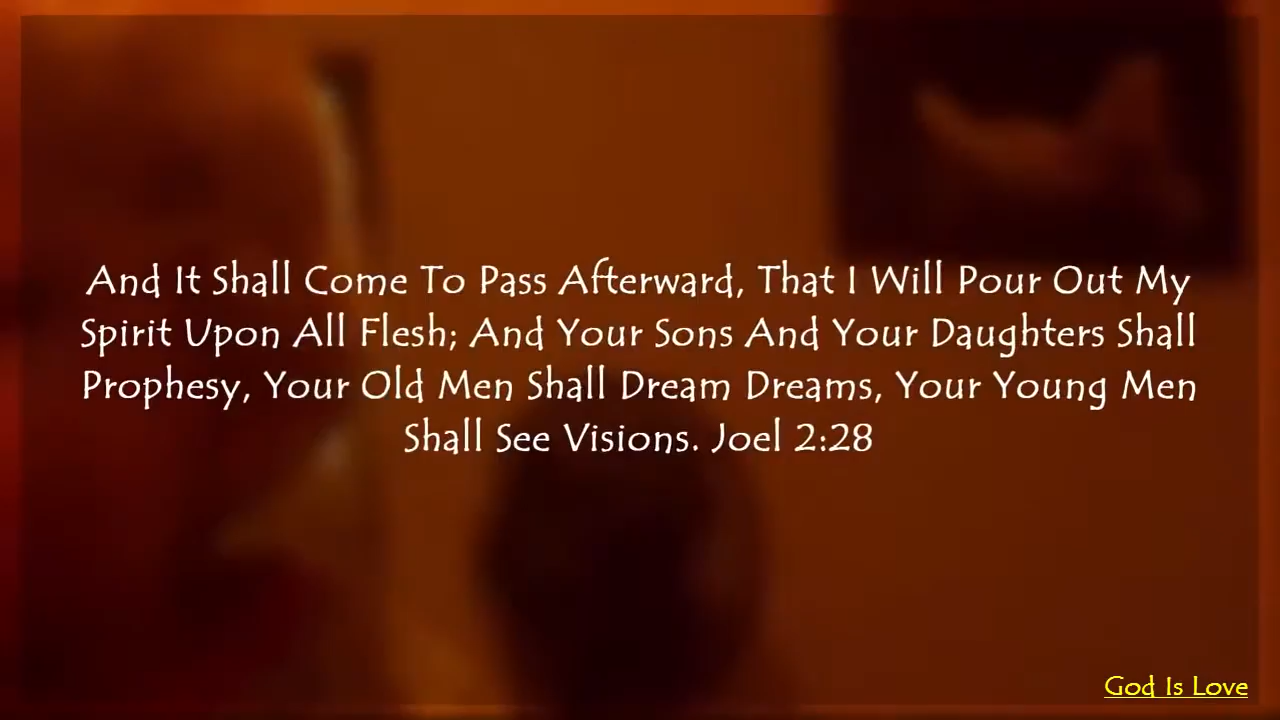 And It Shall Come To Pass Afterward, That I Will Pour Out My
Spirit Upon All Flesh; And Your Sons And Your Daughters Shall
Prophesy, Your Old Men Shall Dream Dreams, Your Young Men
Shall See Visions. Joel 2:28
God Is Love